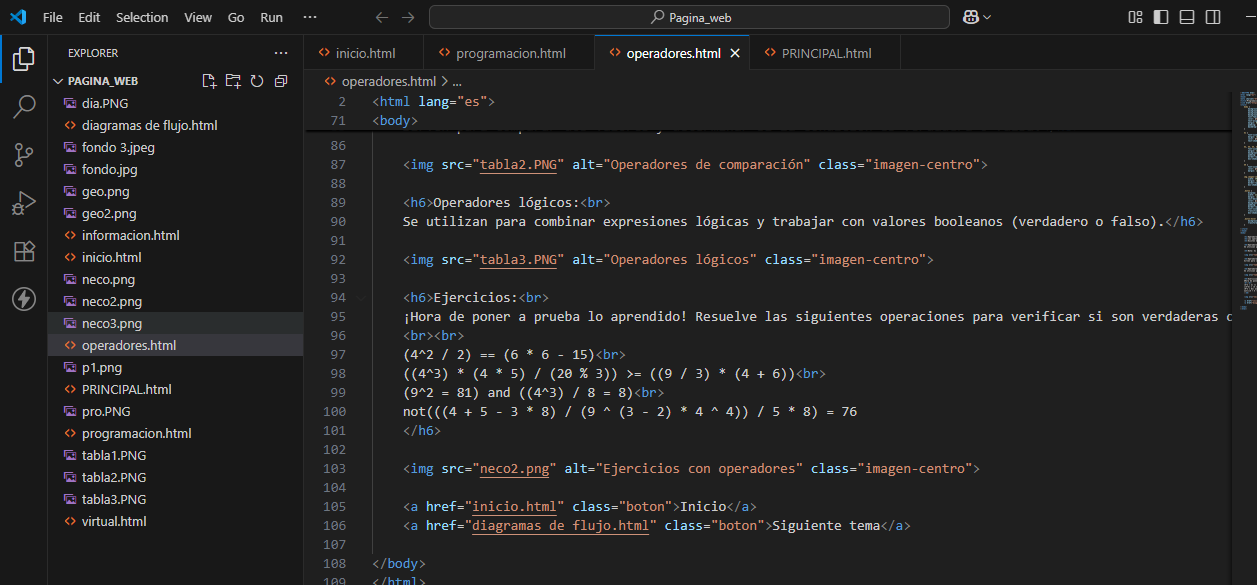 File Edit Selection View Go Run ··· Pagina_web
EXPLORER ···
PAGINA_WEB
dia.PNG
diagramas de flujo.html
fondo 3.jpeg
fondo.jpg
geo.png
geo2.png
informacion.html
inicio.html
neco.png
neco2.png
neco3.png
operadores.html
p1.png
PRINCIPAL.html
pro.PNG
programacion.html
tabla1.PNG
tabla2.PNG
tabla3.PNG
virtual.html
inicio.html programacion.html operadores.html PRINCIPAL.html
operadores.html > ...
2 <html lang="es">
71 <body>
86
87 <img src="tabla2.PNG" alt="Operadores de comparación" class="imagen-centro">
88
89 <h6>Operadores lógicos:<br>
90 Se utilizan para combinar expresiones lógicas y trabajar con valores booleanos (verdadero o falso).</h6>
91
92 <img src="tabla3.PNG" alt="Operadores lógicos" class="imagen-centro">
93
94 <h6>Ejercicios:<br>
95 ¡Hora de poner a prueba lo aprendido! Resuelve las siguientes operaciones para verificar si son verdaderas
96 <br><br>
97 (4^2 / 2) == (6 * 6 - 15)<br>
98 ((4^3) * (4 * 5) / (20 % 3)) >= ((9 / 3) * (4 + 6))<br>
99 (9^2 = 81) and ((4^3) / 8 = 8)<br>
100 not(((4 + 5 - 3 * 8) / (9 ^ (3 - 2) * 4 ^ 4)) / 5 * 8) = 76
101 </h6>
102
103 <img src="neco2.png" alt="Ejercicios con operadores" class="imagen-centro">
104
105 <a href="inicio.html" class="boton">Inicio</a>
106 <a href="diagramas de flujo.html" class="boton">Siguiente tema</a>
107
108 </body>
109 </html>